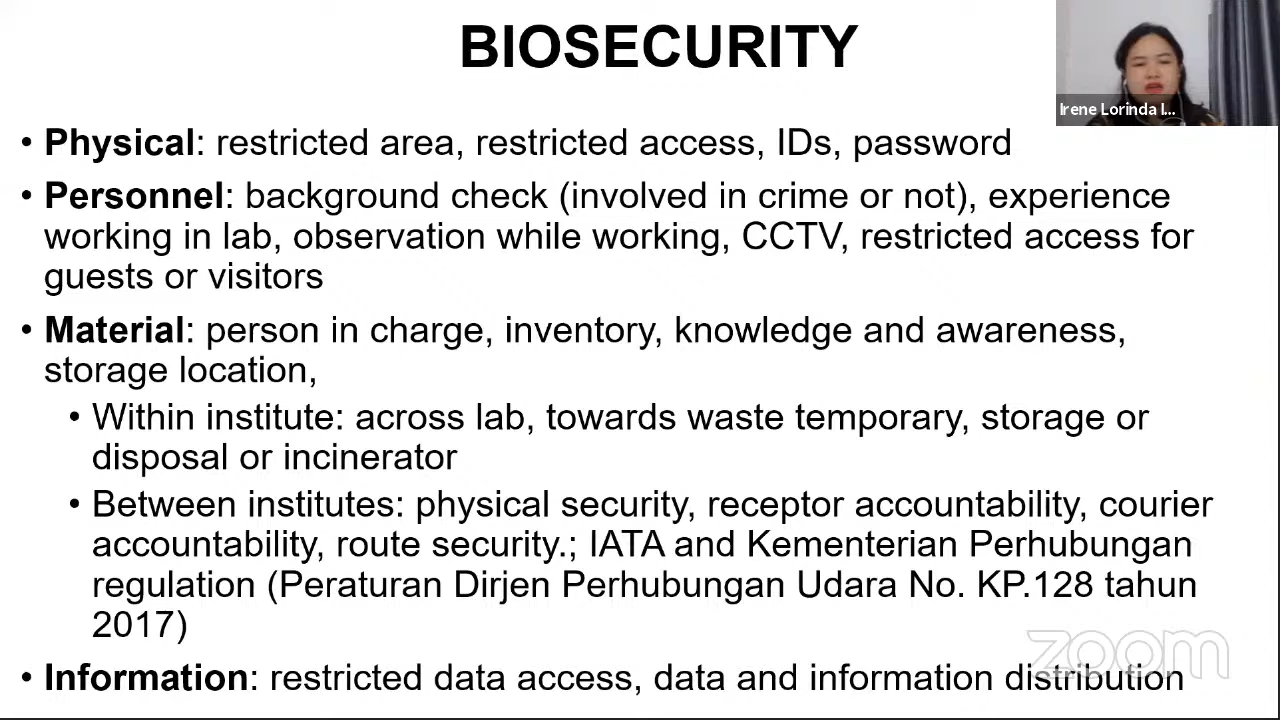 BIOSECURITY
Irene Lorinda I...
• Physical: restricted area, restricted access, IDs, password
• Personnel: background check (involved in crime or not), experience
working in lab, observation while working, CCTV, restricted access for
guests or visitors
• Material: person in charge, inventory, knowledge and awareness,
storage location,
• Within institute: across lab, towards waste temporary, storage or
disposal or incinerator
• Between institutes: physical security, receptor accountability, courier
accountability, route security.; IATA and Kementerian Perhubungan
regulation (Peraturan Dirjen Perhubungan Udara No. KP.128 tahun
2017)
zoom
• Information: restricted data access, data and information distribution